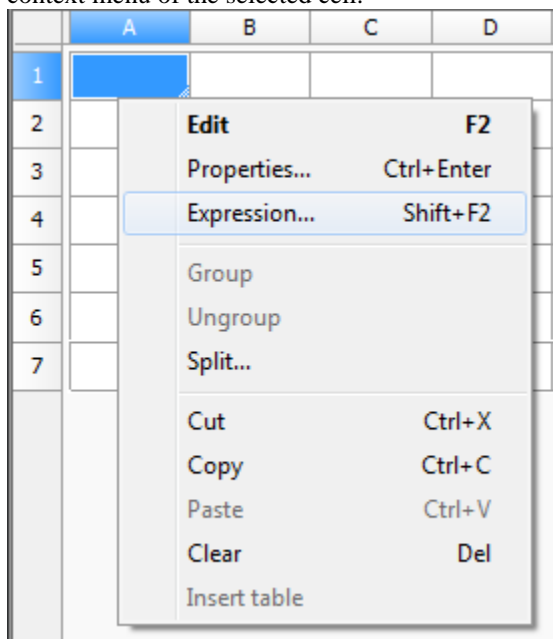 context menu of the selected cell.
A B C D
1
2 Edit F2
3 Properties... Ctrl+Enter
4 Expression... Shift+F2
5 Group
6 Ungroup
7 Split...
Cut Ctrl+X
Copy Ctrl+C
Paste Ctrl+V
Clear Del
Insert table